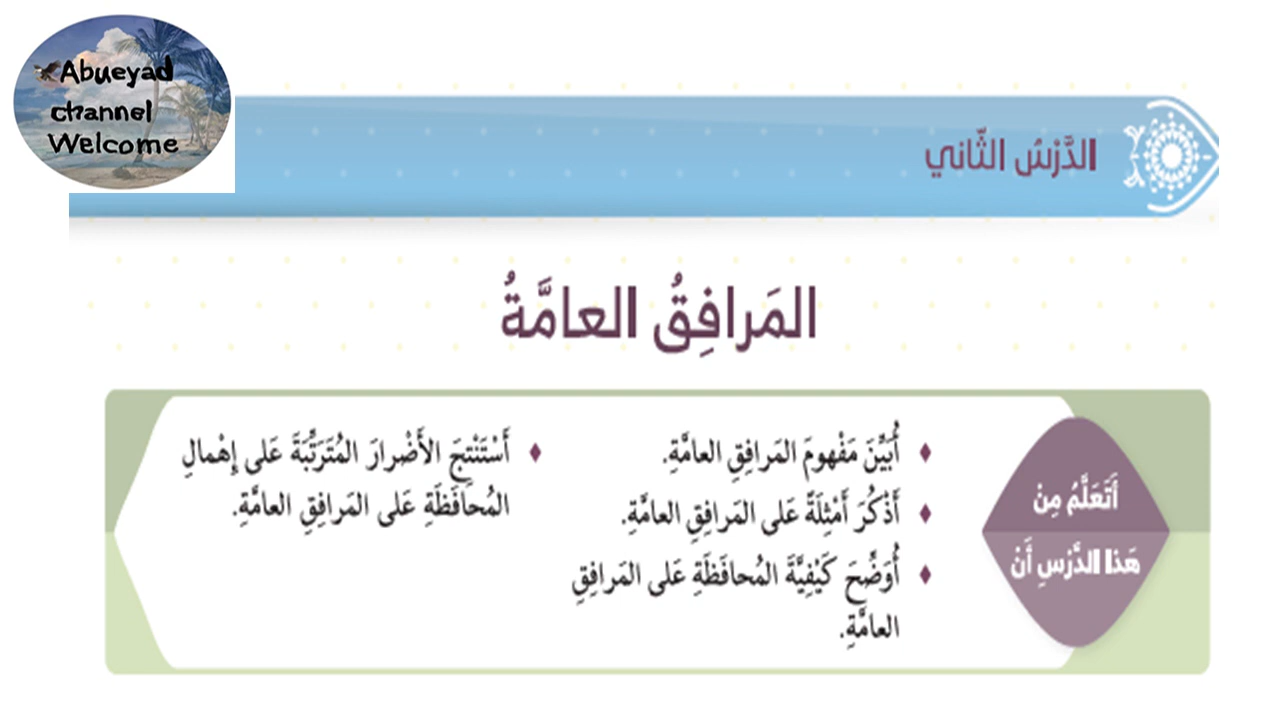 Abueyad
channel
Welcome
الدَّرْسُ الثّاني
المَرافِقُ العامَّةُ
أَتَعَلَّمُ مِنْ
هَذا الدَّرْسِ أَنْ
أُبَيِّنَ مَفْهومَ المَرافِقِ العامَّةِ.
أَذْكُرَ أَمْثِلَةً عَلى المَرافِقِ العامَّةِ.
أُوَضِّحَ كَيْفِيَّةَ المُحافَظَةِ عَلى المَرافِقِ
العامَّةِ.
أَسْتَنْتِجَ الأَضْرارَ المُتَرَتِّبَةَ عَلى إِهْمالِ
المُحافَظَةِ عَلى المَرافِقِ العامَّةِ.